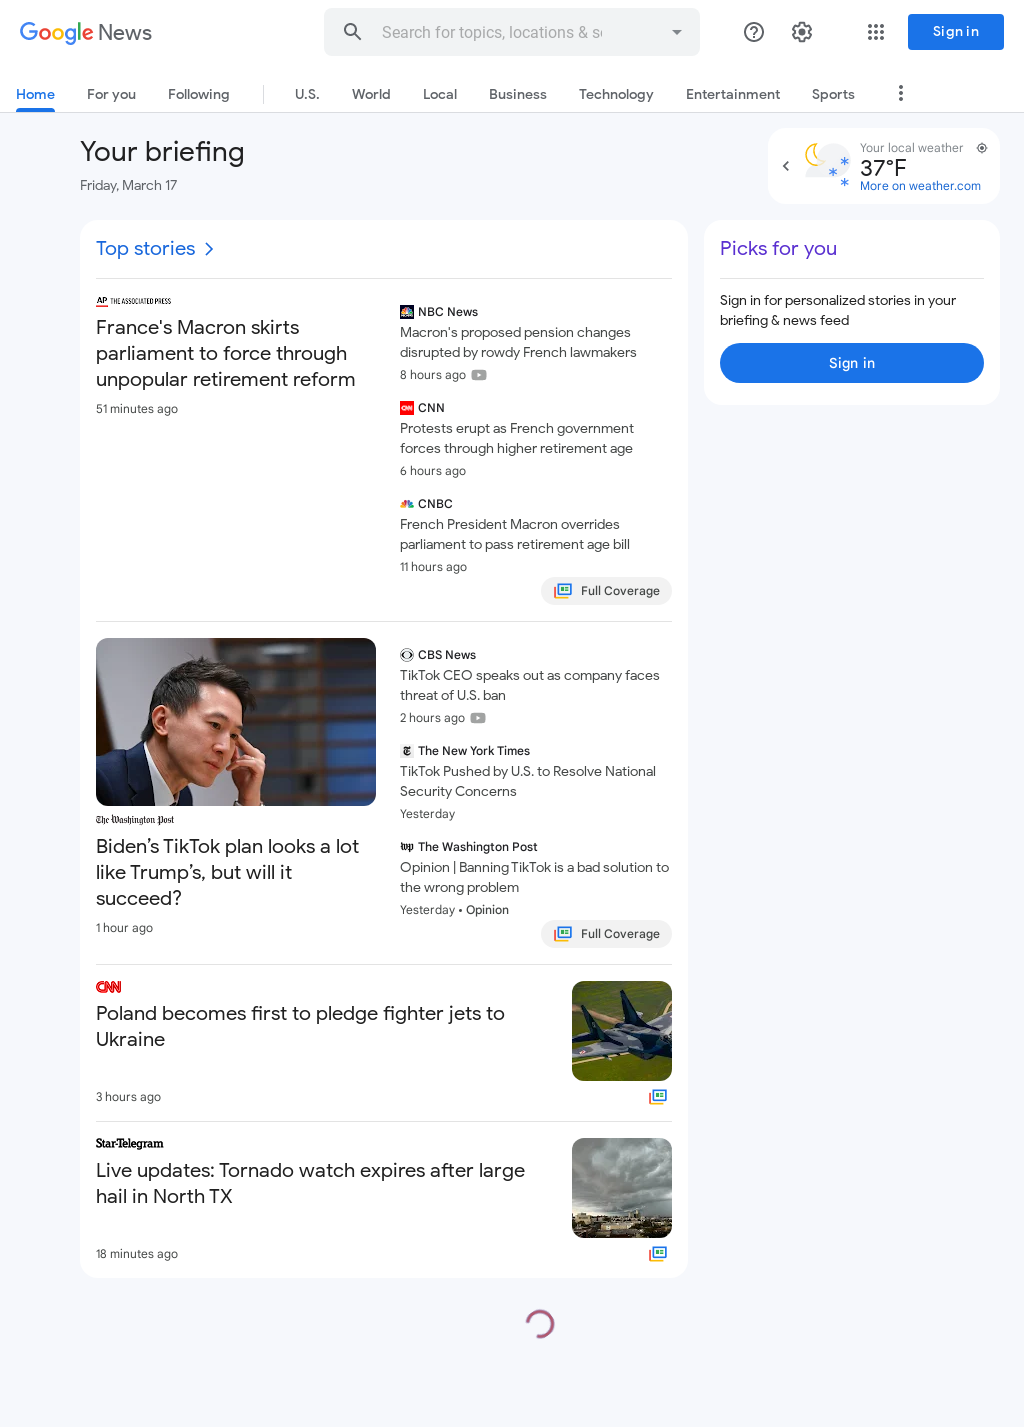 Google News
Search for topics, locations & so
Sign in
Home
For you
Following
U.S.
World
Local
Business
Technology
Entertainment
Sports
Your briefing
Friday, March 17
Your local weather
37°F
More on weather.com
Top stories
AP THE ASSOCIATED PRESS
France's Macron skirts
parliament to force through
unpopular retirement reform
51 minutes ago
NBC News
Macron's proposed pension changes
disrupted by rowdy French lawmakers
8 hours ago
CNN
CNN
Protests erupt as French government
forces through higher retirement age
6 hours ago
CNBC
French President Macron overrides
parliament to pass retirement age bill
11 hours ago
Full Coverage
Picks for you
Sign in for personalized stories in your
briefing & news feed
Sign in
The Washington Post
Biden’s TikTok plan looks a lot
like Trump’s, but will it
succeed?
1 hour ago
CBS News
TikTok CEO speaks out as company faces
threat of U.S. ban
2 hours ago
The New York Times
TikTok Pushed by U.S. to Resolve National
Security Concerns
Yesterday
wp The Washington Post
Opinion | Banning TikTok is a bad solution to
the wrong problem
Yesterday • Opinion
Full Coverage
CNN
Poland becomes first to pledge fighter jets to
Ukraine
3 hours ago
Star-Telegram
Live updates: Tornado watch expires after large
hail in North TX
18 minutes ago